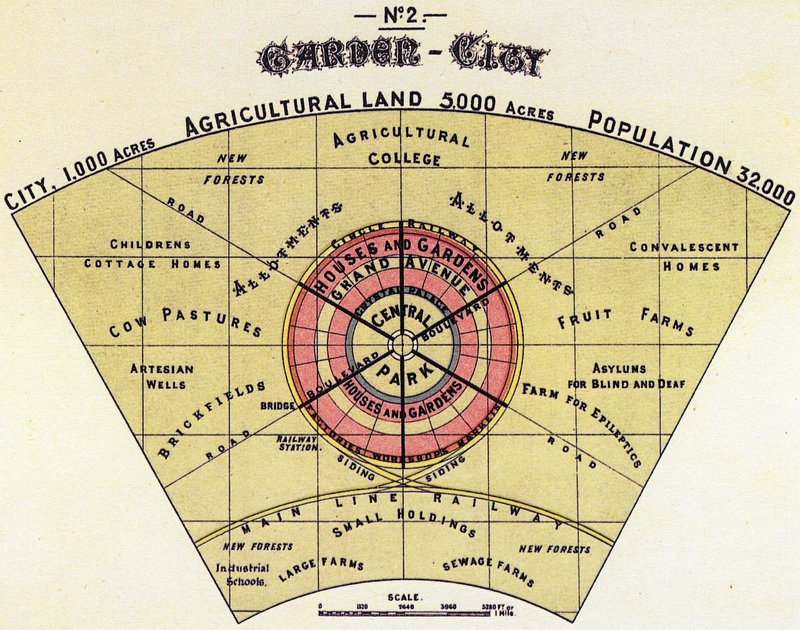 — Nº 2. —
GARDEN – CITY
CITY, 1,000 ACRES AGRICULTURAL LAND 5,000 ACRES POPULATION 32,000
AGRICULTURAL
COLLEGE
NEW
FORESTS
NEW
FORESTS
ROAD
ROAD
ALLOTMENTS
ALLOTMENTS
CHILDRENS
COTTAGE HOMES
CONVALESCENT
HOMES
CIRCLE RAILWAY
HOUSES AND GARDENS
GRAND AVENUE
CRYSTAL PALACE
CENTRAL
BOULEVARD
PARK
BOULEVARD
HOUSES AND GARDENS
COW PASTURES
FRUIT FARMS
ARTESIAN
WELLS
ASYLUMS
FOR BLIND AND DEAF
BRICKFIELDS
FARM FOR EPILEPTICS
BRIDGE
FACTORIES WORKSHOPS MARKETS
ROAD
ROAD
RAILWAY
STATION.
SIDING
SIDING
MAIN LINE RAILWAY
SMALL HOLDINGS
NEW FORESTS
NEW FORESTS
Industrial
Schools.
LARGE FARMS
SEWAGE FARMS
SCALE.
0 1320 2640 3960 5280 FT or
1 Mile.